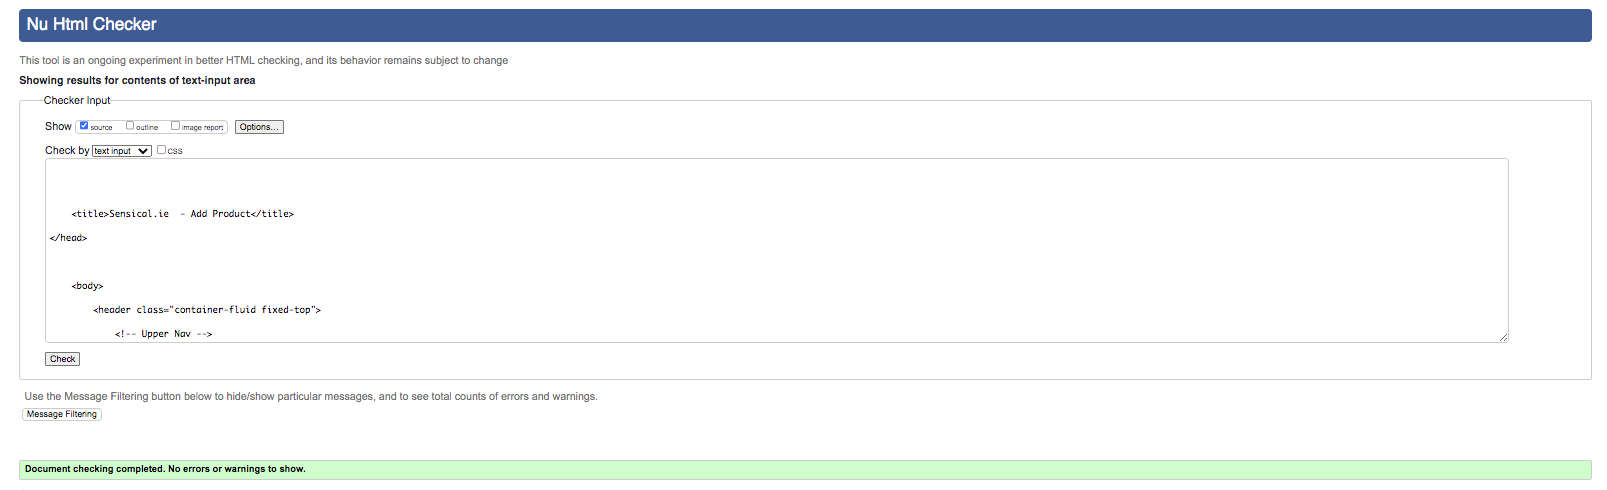 Nu Html Checker
This tool is an ongoing experiment in better HTML checking, and its behavior remains subject to change
Showing results for contents of text-input area
Checker Input
Show source outline image report Options...
Check by text input css
<title>Sensical.ie  - Add Product</title>
</head>
<body>
<header class="container-fluid fixed-top">
<!-- Upper Nav -->
Check
Use the Message Filtering button below to hide/show particular messages, and to see total counts of errors and warnings.
Message Filtering
Document checking completed. No errors or warnings to show.